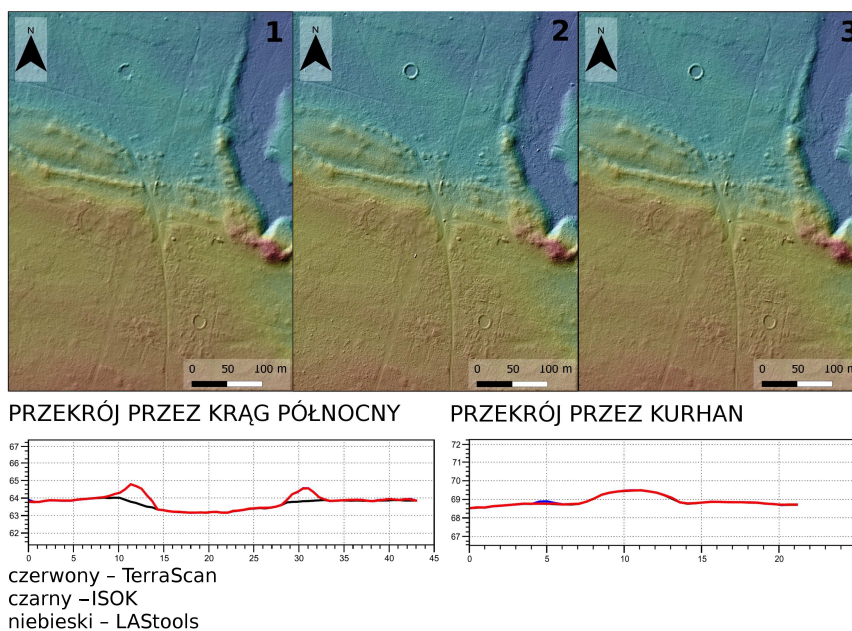 N
1
0 50 100 m
N
2
0 50 100 m
N
3
0 50 100 m
PRZEKRÓJ PRZEZ KRĄG PÓŁNOCNY
67
66
65
64
63
62
0 5 10 15 20 25 30 35 40 45
PRZEKRÓJ PRZEZ KURHAN
72
71
70
69
68
67
0 5 10 15 20
czerwony – TerraScan
czarny –ISOK
niebieski – LAStools